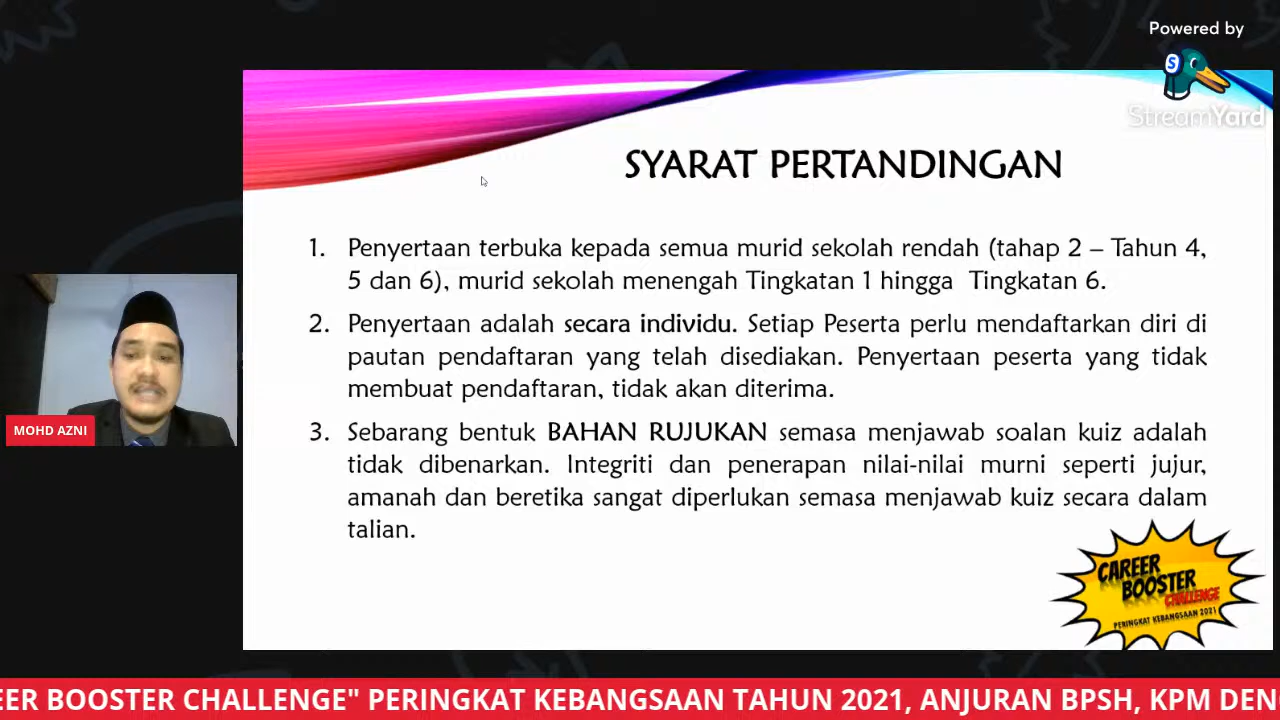 Powered by
StreamYard
SYARAT PERTANDINGAN
1. Penyertaan terbuka kepada semua murid sekolah rendah (tahap 2 – Tahun 4,
5 dan 6), murid sekolah menengah Tingkatan 1 hingga Tingkatan 6.
2. Penyertaan adalah secara individu. Setiap Peserta perlu mendaftarkan diri di
pautan pendaftaran yang telah disediakan. Penyertaan peserta yang tidak
membuat pendaftaran, tidak akan diterima.
3. Sebarang bentuk BAHAN RUJUKAN semasa menjawab soalan kuiz adalah
tidak dibenarkan. Integriti dan penerapan nilai-nilai murni seperti jujur,
amanah dan beretika sangat diperlukan semasa menjawab kuiz secara dalam
talian.
MOHD AZNI
CAREER
BOOSTER
CHALLENGE
PERINGKAT KEBANGSAAN 2021
EER BOOSTER CHALLENGE" PERINGKAT KEBANGSAAN TAHUN 2021, ANJURAN BPSH, KPM DEN